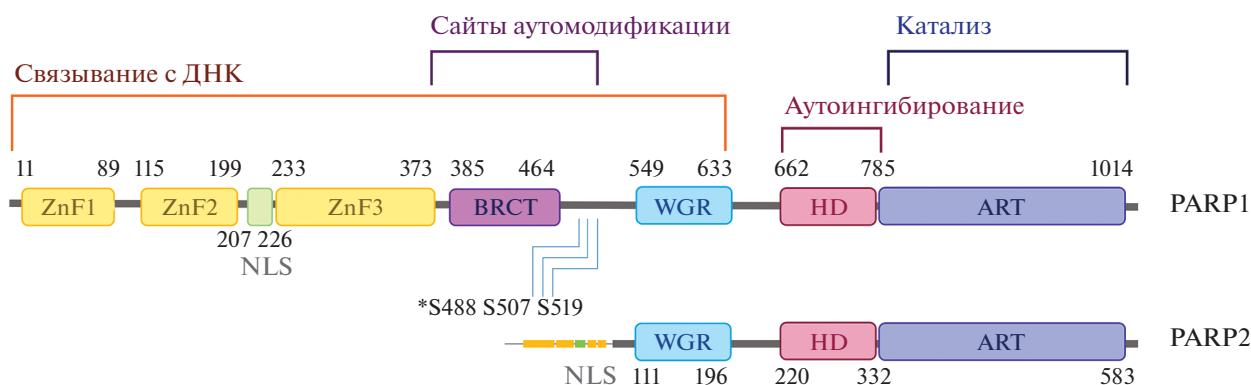 Сайты аутомодификации
Катализ
Связывание с ДНК
Аутоингибирование
11 89 115 199 233 373 385 464 549 633 662 785 1014
ZnF1 ZnF2 ZnF3 BRCT WGR HD ART PARP1
207 226
NLS
*S488 S507 S519
WGR HD ART PARP2
NLS 111 196 220 332 583